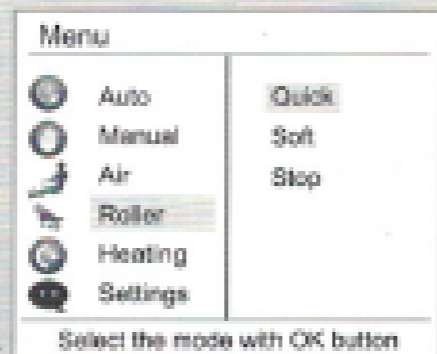 Menu
Auto
Manual
Air
Roller
Heating
Settings
Quick
Soft
Stop
Select the mode with OK button